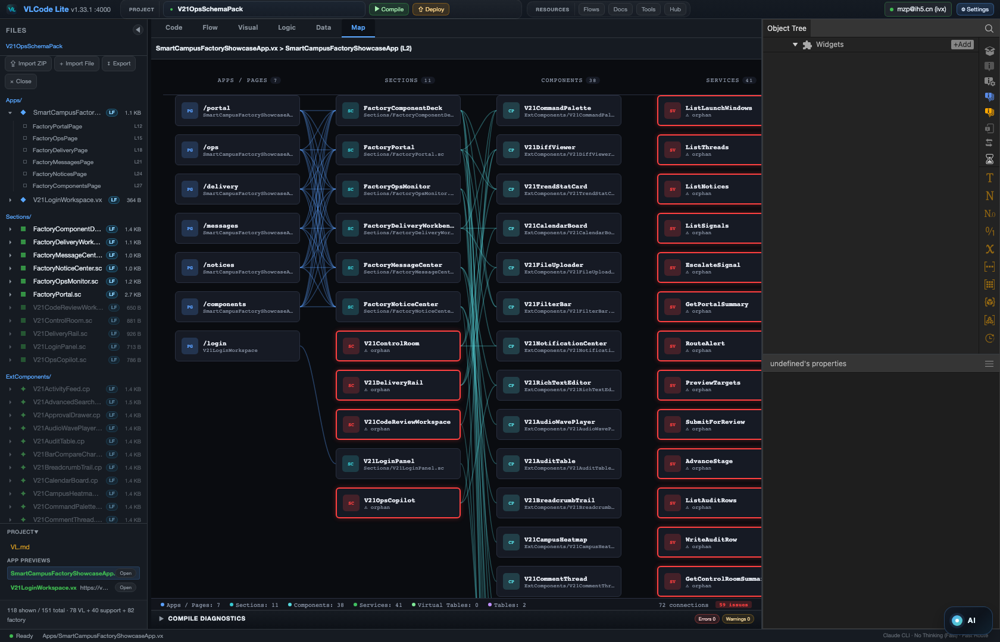 VL VLCode Lite v1.33.1 :4000
PROJECT
V21OpsSchemaPack
Compile
Deploy
RESOURCES
Flows
Docs
Tools
Hub
mzp@ih5.cn (ivx)
Settings
FILES
V21OpsSchemaPack
Import ZIP
+ Import File
Export
× Close
Apps/
SmartCampusFactor... LF 1.1 KB
FactoryPortalPage L12
FactoryOpsPage L15
FactoryDeliveryPage L18
FactoryMessagesPage L21
FactoryNoticesPage L24
FactoryComponentsPage L27
V21LoginWorkspace.vx LF 364 B
Sections/
FactoryComponentD... LF 1.4 KB
FactoryDeliveryWork... LF 1.1 KB
FactoryMessageCent... LF 1.0 KB
FactoryNoticeCenter.sc LF 1.0 KB
FactoryOpsMonitor.sc LF 1.2 KB
FactoryPortal.sc LF 2.7 KB
V21CodeReviewWork... LF 650 B
V21ControlRoom.sc LF 881 B
V21DeliveryRail.sc LF 926 B
V21LoginPanel.sc LF 713 B
V21OpsCopilot.sc LF 786 B
ExtComponents/
V21ActivityFeed.cp LF 1.4 KB
V21AdvancedSearch... LF 1.5 KB
V21ApprovalDrawer.cp LF 1.4 KB
V21AudioWavePlayer... LF 1.4 KB
V21AuditTable.cp LF 1.4 KB
V21BarCompareChar... LF 1.4 KB
V21BreadcrumbTrail.cp LF 1.4 KB
V21CalendarBoard.cp LF 1.4 KB
V21CampusHeatma... LF 1.4 KB
V21CommandPalette... LF 1.4 KB
V21CommentThread.... LF 1.4 KB
PROJECT▾
VL.md
APP PREVIEWS
SmartCampusFactoryShowcaseApp. Open
V21LoginWorkspace.vx https://v... Open
118 shown / 151 total · 78 VL + 40 support + 82
factory
Code
Flow
Visual
Logic
Data
Map
SmartCampusFactoryShowcaseApp.vx > SmartCampusFactoryShowcaseApp (L2)
APPS / PAGES 7
SECTIONS 11
COMPONENTS 38
SERVICES 41
PG /portal
SmartCampusFactoryShowcaseA…
PG /ops
SmartCampusFactoryShowcaseA…
PG /delivery
SmartCampusFactoryShowcaseA…
PG /messages
SmartCampusFactoryShowcaseA…
PG /notices
SmartCampusFactoryShowcaseA…
PG /components
SmartCampusFactoryShowcaseA…
PG /login
V21LoginWorkspace
SC FactoryComponentDeck
Sections/FactoryComponentDe…
SC FactoryPortal
Sections/FactoryPortal.sc
SC FactoryOpsMonitor
Sections/FactoryOpsMonitor.…
SC FactoryDeliveryWorkben…
Sections/FactoryDeliveryWor…
SC FactoryMessageCenter
Sections/FactoryMessageCent…
SC FactoryNoticeCenter
Sections/FactoryNoticeCente…
SC V21ControlRoom
⚠ orphan
SC V21DeliveryRail
⚠ orphan
SC V21CodeReviewWorkspace
⚠ orphan
SC V21LoginPanel
Sections/V21LoginPanel.sc
SC V21OpsCopilot
⚠ orphan
CP V21CommandPalette
ExtComponents/V21CommandPal…
CP V21DiffViewer
ExtComponents/V21DiffViewer…
CP V21TrendStatCard
ExtComponents/V21TrendStatC…
CP V21CalendarBoard
ExtComponents/V21CalendarBo…
CP V21FileUploader
ExtComponents/V21FileUpload…
CP V21FilterBar
ExtComponents/V21FilterBar.…
CP V21NotificationCenter
ExtComponents/V21Notificati…
CP V21RichTextEditor
ExtComponents/V21RichTextEd…
CP V21AudioWavePlayer
ExtComponents/V21AudioWaveP…
CP V21AuditTable
ExtComponents/V21AuditTable…
CP V21BreadcrumbTrail
ExtComponents/V21Breadcrumb…
CP V21CampusHeatmap
ExtComponents/V21CampusHeat…
CP V21CommentThread
ExtComponents/V21CommentThr…
SV ListLaunchWindows
⚠ orphan
SV ListThreads
⚠ orphan
SV ListNotices
⚠ orphan
SV ListSignals
⚠ orphan
SV EscalateSignal
⚠ orphan
SV GetPortalSummary
⚠ orphan
SV RouteAlert
⚠ orphan
SV PreviewTargets
⚠ orphan
SV SubmitForReview
⚠ orphan
SV AdvanceStage
⚠ orphan
SV ListAuditRows
⚠ orphan
SV WriteAuditRow
⚠ orphan
SV GetControlRoomSumma
⚠ orphan
Apps / Pages: 7
Sections: 11
Components: 38
Services: 41
Virtual Tables: 0
Tables: 2
72 connections
59 issues
COMPILE DIAGNOSTICS
Errors 0
Warnings 0
Object Tree
Widgets
+Add
T
N
N.0
undefined's properties
AI
Ready
Apps/SmartCampusFactoryShowcaseApp.vx
Claude CLI · No Thinking (Fast) · Fast Route